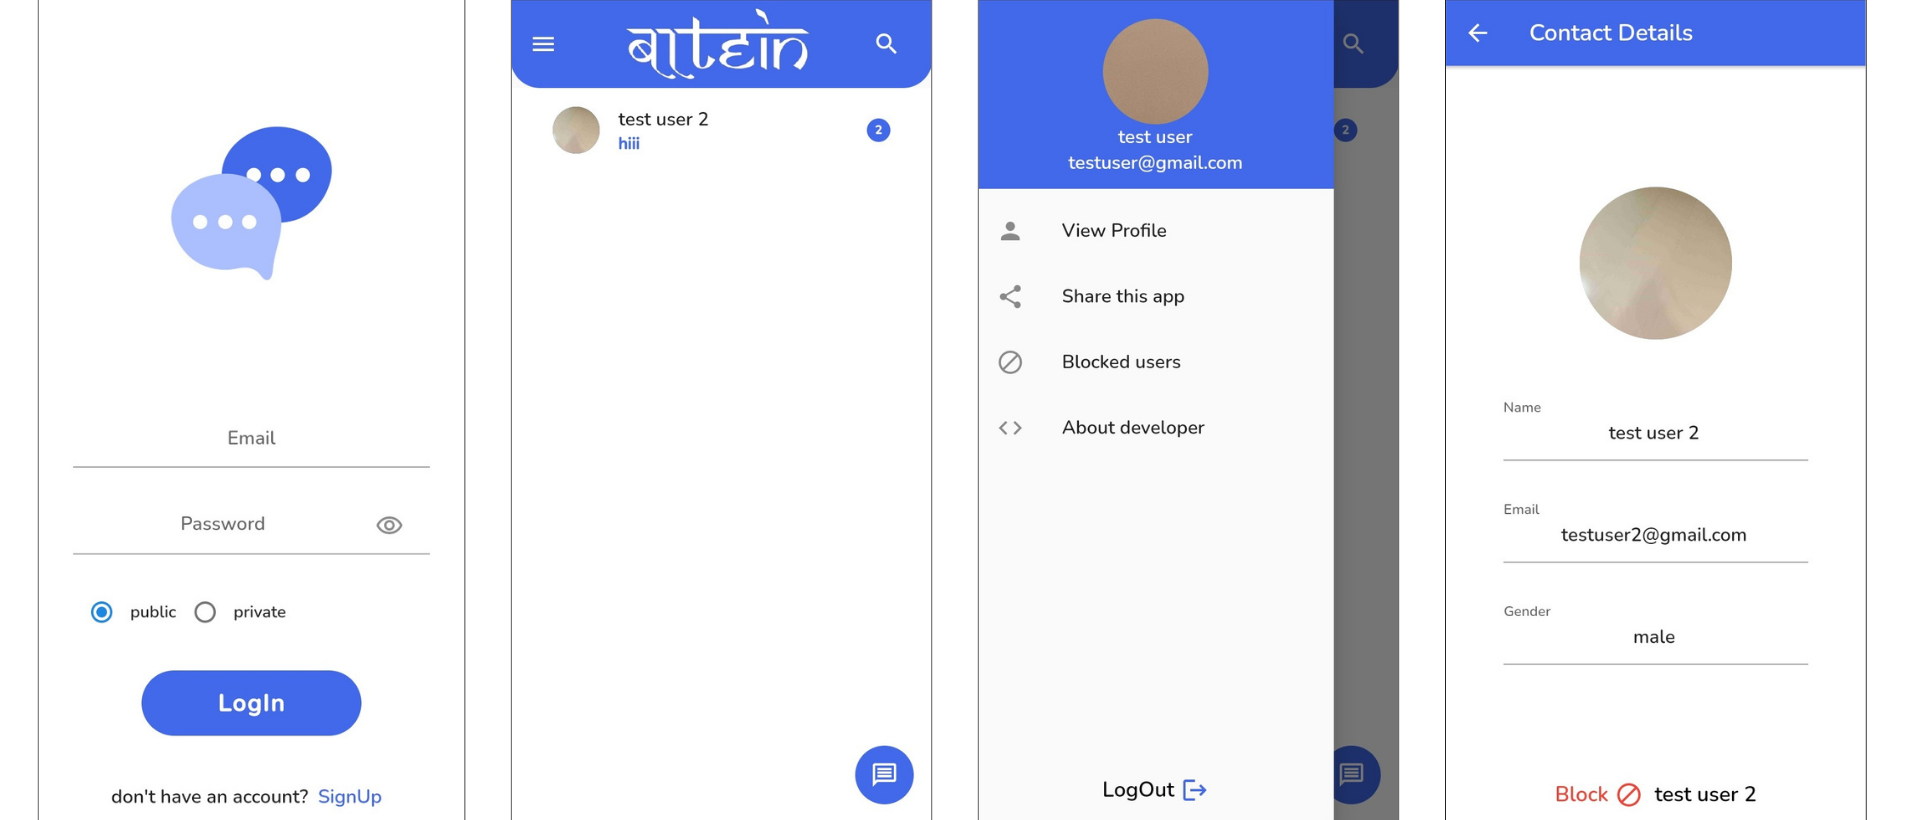 Email
Password
public private
LogIn
don't have an account? SignUp
Batein
test user 2
hiii
2
test user
testuser@gmail.com
View Profile
Share this app
Blocked users
About developer
LogOut
2
Contact Details
Name
test user 2
Email
testuser2@gmail.com
Gender
male
Block test user 2